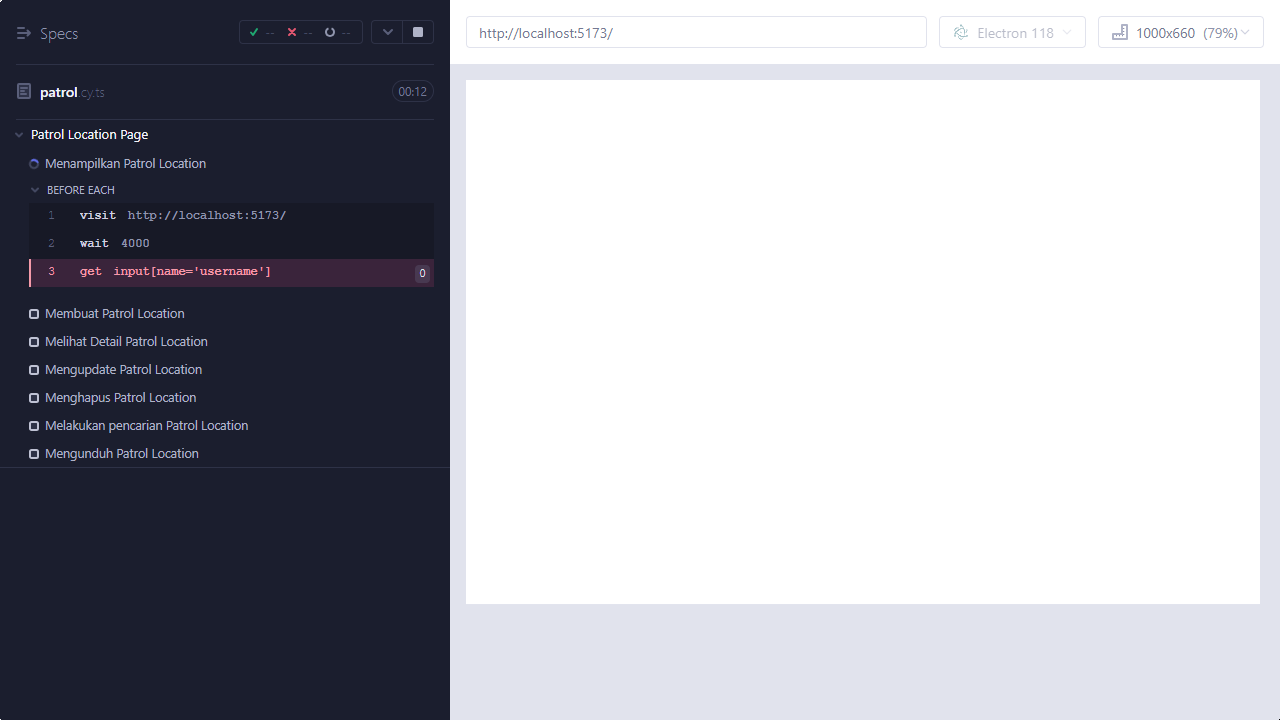 Specs
-- -- --
patrol.cy.ts 00:12
Patrol Location Page
Menampilkan Patrol Location
BEFORE EACH
1 visit http://localhost:5173/
2 wait 4000
3 get input[name='username'] 0
Membuat Patrol Location
Melihat Detail Patrol Location
Mengupdate Patrol Location
Menghapus Patrol Location
Melakukan pencarian Patrol Location
Mengunduh Patrol Location
http://localhost:5173/
Electron 118
1000x660 (79%)